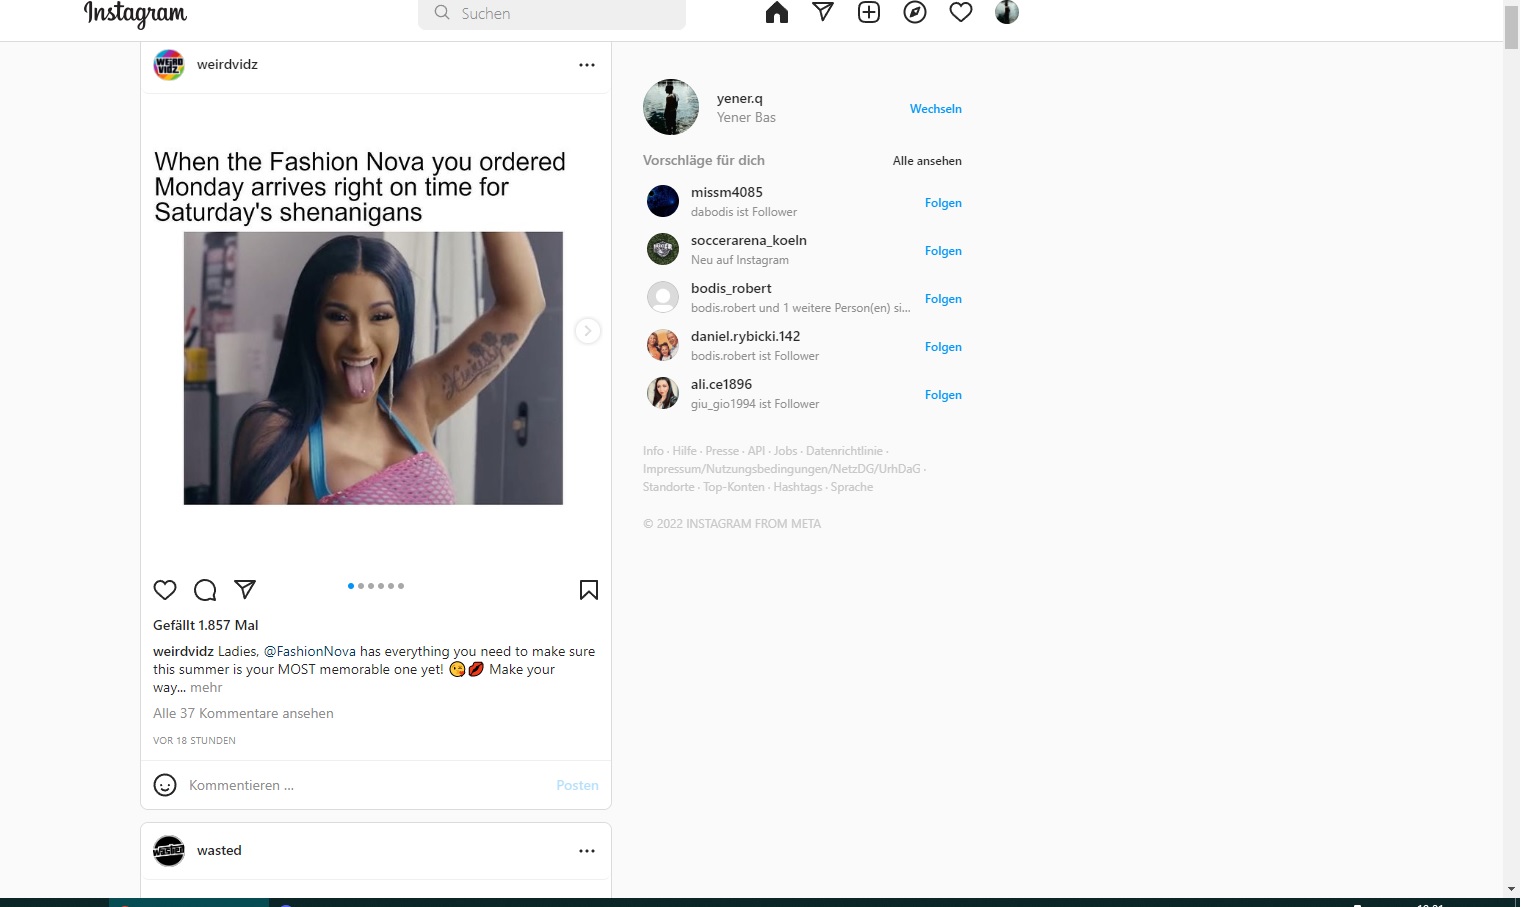 Instagram
Suchen
weirdvidz
When the Fashion Nova you ordered
Monday arrives right on time for
Saturday's shenanigans
Gefällt 1.857 Mal
weirdvidz Ladies, @FashionNova has everything you need to make sure
this summer is your MOST memorable one yet! 😘💋 Make your
way... mehr
Alle 37 Kommentare ansehen
VOR 18 STUNDEN
Kommentieren ...
Posten
WASTED
wasted
yener.q
Yener Bas
Wechseln
Vorschläge für dich
Alle ansehen
missm4085
dabodis ist Follower
Folgen
soccerarena_koeln
Neu auf Instagram
Folgen
bodis_robert
bodis.robert und 1 weitere Person(en) si...
Folgen
daniel.rybicki.142
bodis.robert ist Follower
Folgen
ali.ce1896
giu_gio1994 ist Follower
Folgen
Info · Hilfe · Presse · API · Jobs · Datenrichtlinie ·
Impressum/Nutzungsbedingungen/NetzDG/UrhDaG ·
Standorte · Top-Konten · Hashtags · Sprache
© 2022 INSTAGRAM FROM META